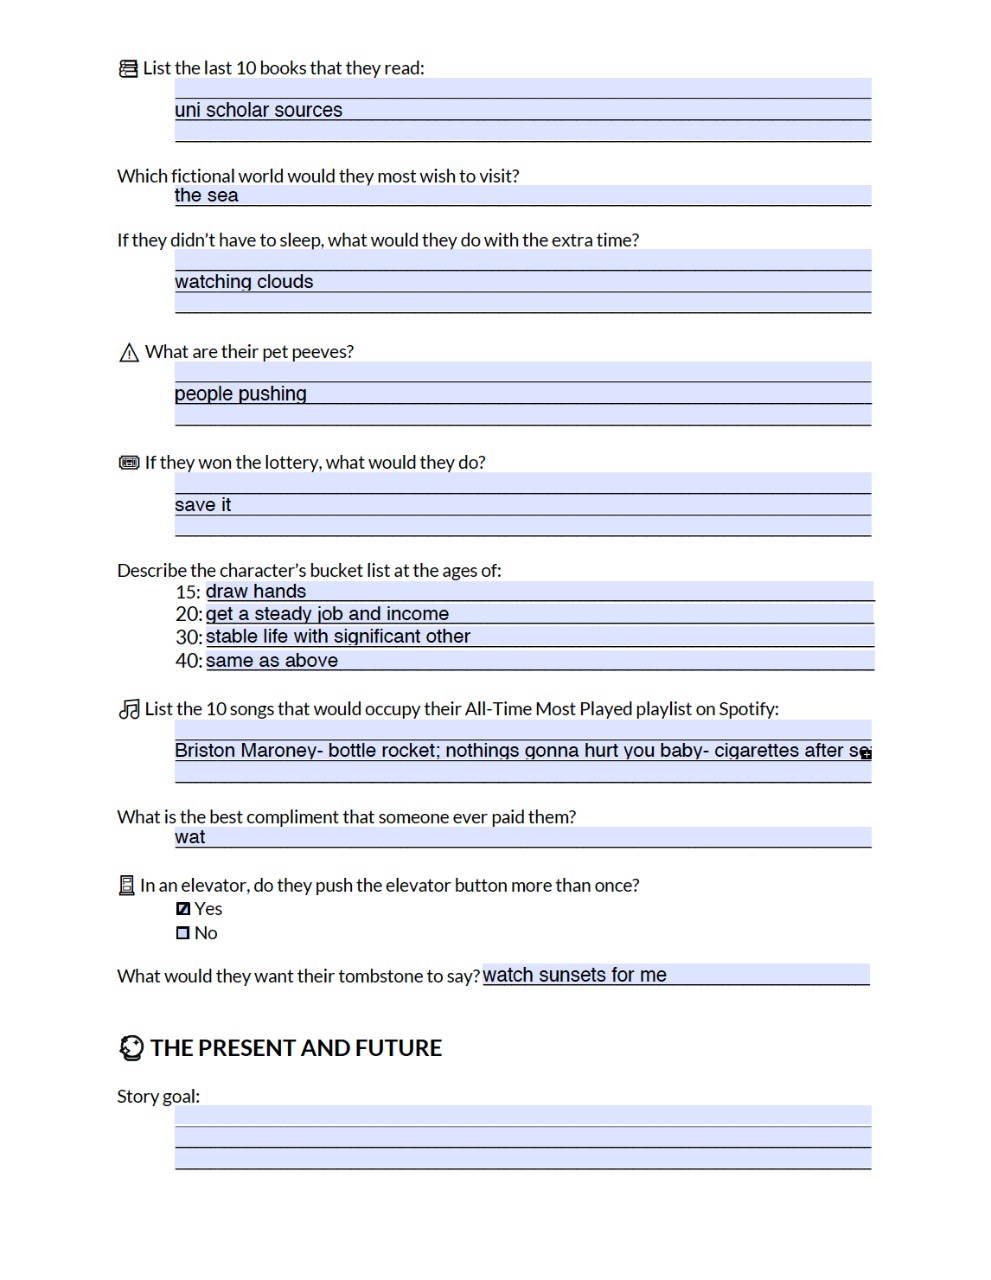 List the last 10 books that they read:
uni scholar sources
Which fictional world would they most wish to visit?
the sea
If they didn't have to sleep, what would they do with the extra time?
watching clouds
What are their pet peeves?
people pushing
If they won the lottery, what would they do?
save it
Describe the character's bucket list at the ages of:
15: draw hands
20: get a steady job and income
30: stable life with significant other
40: same as above
List the 10 songs that would occupy their All-Time Most Played playlist on Spotify:
Briston Maroney- bottle rocket; nothings gonna hurt you baby- cigarettes after
What is the best compliment that someone ever paid them?
wat
In an elevator, do they push the elevator button more than once?
Yes
No
What would they want their tombstone to say? watch sunsets for me
THE PRESENT AND FUTURE
Story goal: